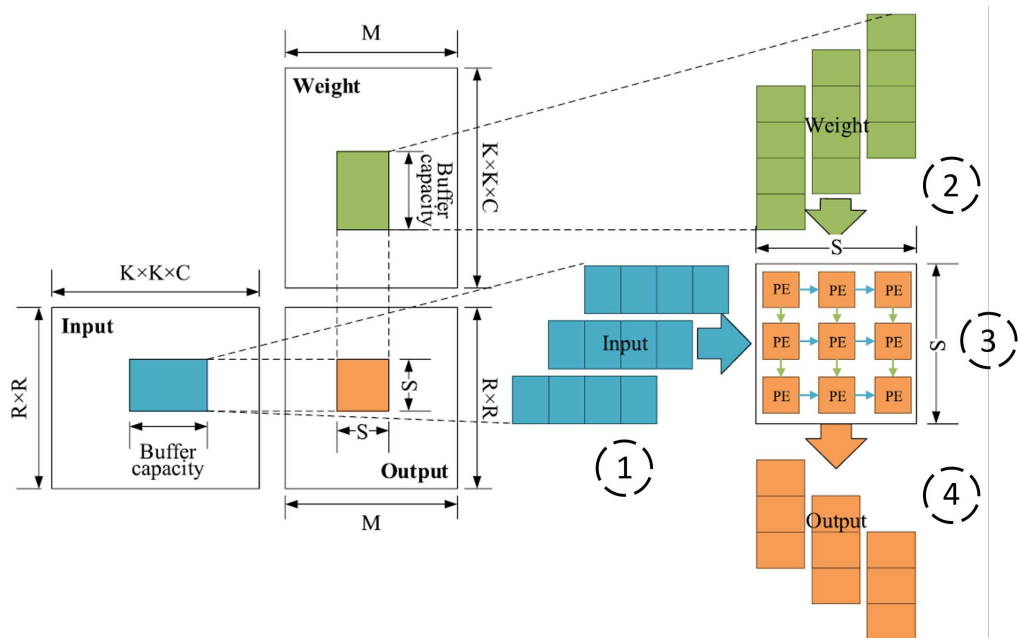 M
Weight
K×K×C
Buffer
capacity
Weight
2
S
K×K×C
Input
R×R
Buffer
capacity
S
S
R×R
Output
M
Input
1
PE PE PE
PE PE PE
PE PE PE
S
3
4
Output